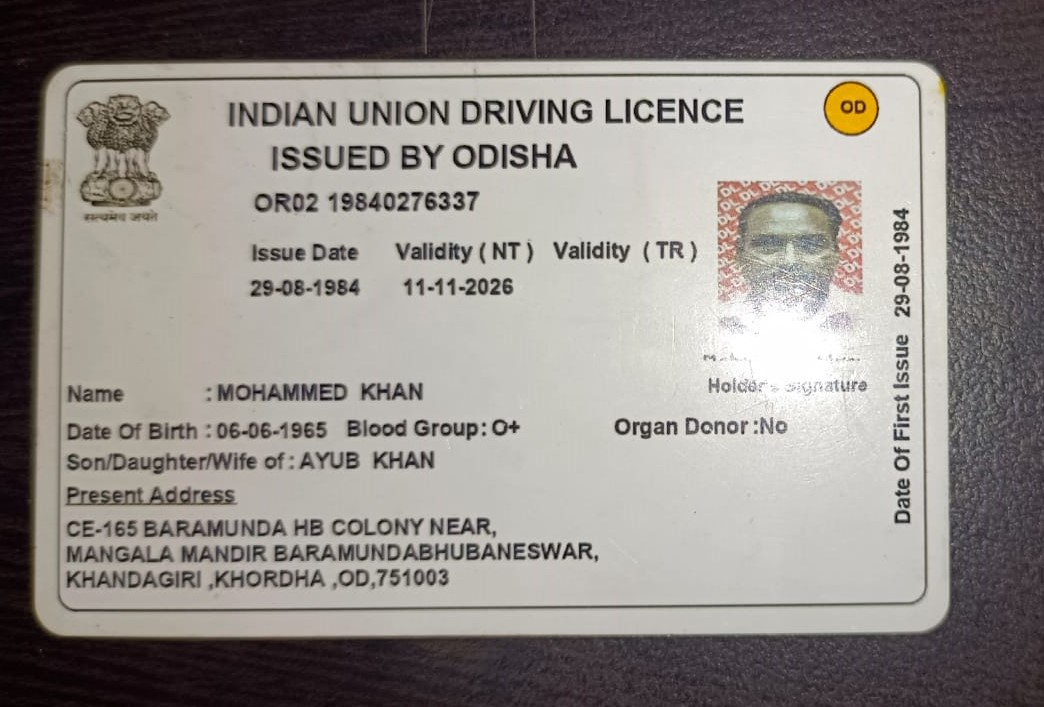 INDIAN UNION DRIVING LICENCE
OD
ISSUED BY ODISHA
OR02 19840276337
सत्यमेव जयते
Issue Date Validity ( NT ) Validity ( TR )
29-08-1984 11-11-2026
Holder's Signature
Name : MOHAMMED KHAN
Date Of Birth : 06-06-1965 Blood Group: O+ Organ Donor :No
Son/Daughter/Wife of : AYUB KHAN
Present Address
CE-165 BARAMUNDA HB COLONY NEAR,
MANGALA MANDIR BARAMUNDABHUBANESWAR,
KHANDAGIRI ,KHORDHA ,OD,751003
Date Of First Issue 29-08-1984